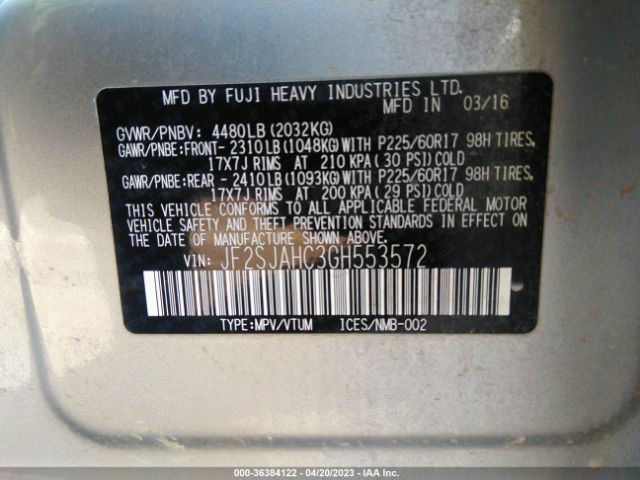 MFD BY FUJI HEAVY INDUSTRIES LTD.
MFD IN 03/16
GVWR/PNBV: 4480LB(2032KG)
GAWR/PNBE:FRONT- 2310LB(1048KG)WITH P225/60R17 98H TIRES,
17X7J RIMS AT 210 KPA(30 PSI)COLD
GAWR/PNBE:REAR - 2410LB(1093KG)WITH P225/60R17 98H TIRES,
17X7J RIMS AT 200 KPA(29 PSI)COLD
THIS VEHICLE CONFORMS TO ALL APPLICABLE FEDERAL MOTOR
VEHICLE SAFETY AND THEFT PREVENTION STANDARDS IN EFFECT
ON THE DATE OF MANUFACTURE SHOWN ABOVE.
VIN: JF2SJAHC3GH553572
TYPE:MPV/VTUM ICES/NMB-002
000-36384122 - 04/20/2023 - IAAI.COM